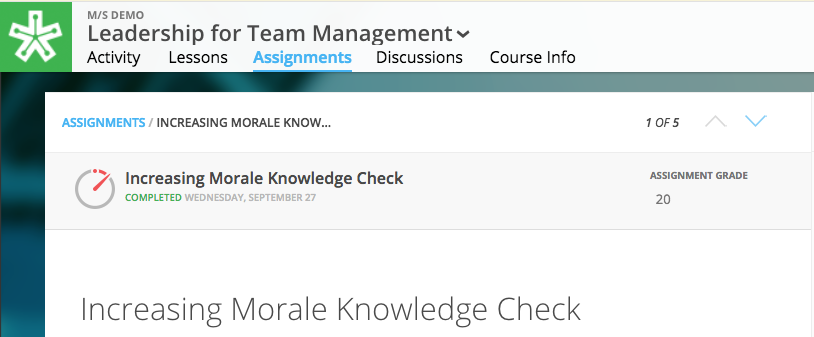 M/S DEMO
Leadership for Team Management
Activity Lessons Assignments Discussions Course Info
ASSIGNMENTS / INCREASING MORALE KNOW... 1 OF 5
Increasing Morale Knowledge Check ASSIGNMENT GRADE
COMPLETED WEDNESDAY, SEPTEMBER 27 20
Increasing Morale Knowledge Check